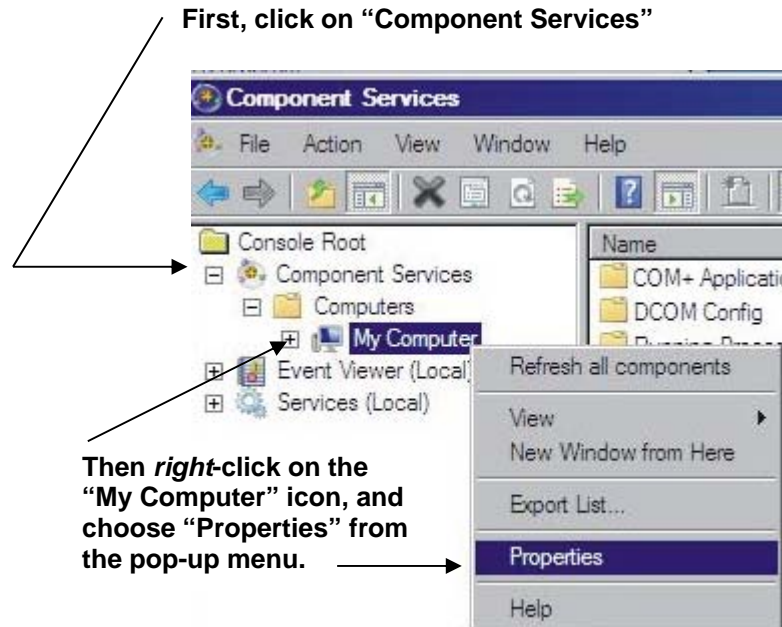 First, click on “Component Services”
Component Services
File Action View Window Help
Console Root
Component Services
Computers
My Computer
Event Viewer (Local)
Services (Local)
Name
COM+ Applicati
DCOM Config
Refresh all components
View
New Window from Here
Export List...
Properties
Help
Then right-click on the
“My Computer” icon, and
choose “Properties” from
the pop-up menu.